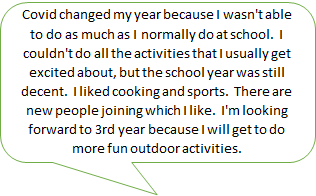 Covid changed my year because I wasn't able
to do as much as I normally do at school.  I
couldn't do all the activities that I usually get
excited about, but the school year was still
decent.  I liked cooking and sports.  There are
new people joining which I like.  I'm looking
forward to 3rd year because I will get to do
more fun outdoor activities.